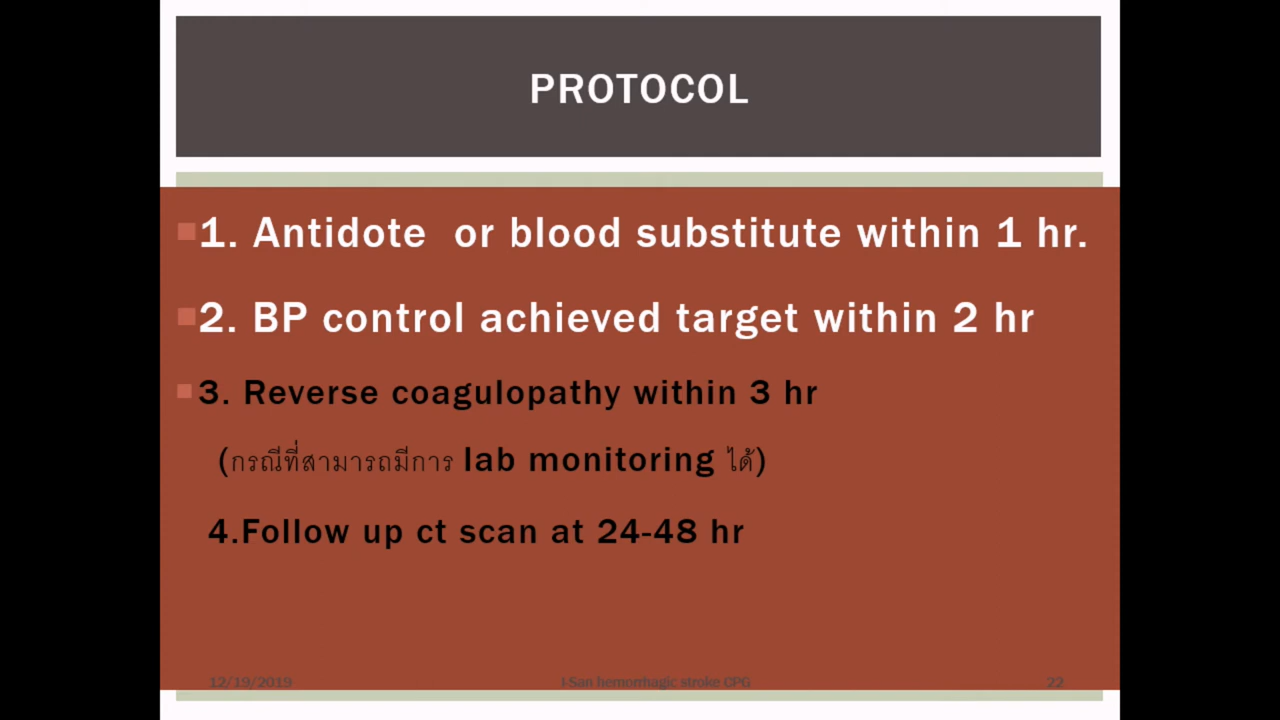 PROTOCOL
1. Antidote or blood substitute within 1 hr.
2. BP control achieved target within 2 hr
3. Reverse coagulopathy within 3 hr
(กรณีที่สามารถมีการ lab monitoring ได้)
4.Follow up ct scan at 24-48 hr
12/19/2019 I-San hemorrhagic stroke CPG 22